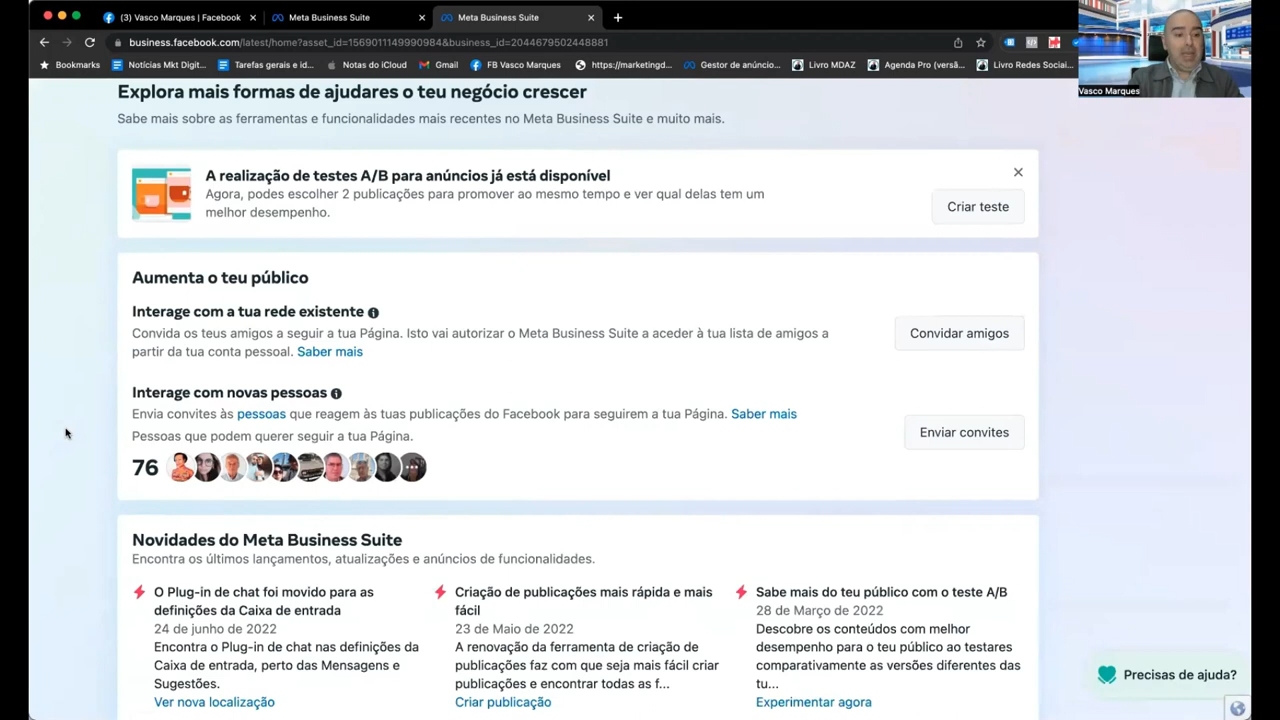 (3) Vasco Marques | Facebook
Meta Business Suite
Meta Business Suite
business.facebook.com/latest/home?asset_id=1569011149990984&business_id=2044679502448881
Bookmarks
Notícias Mkt Digit...
Tarefas gerais e id...
Notas do iCloud
Gmail
FB Vasco Marques
https://marketingd...
Gestor de anúncio...
Livro MDAZ
Agenda Pro (versã...
Livro Redes Sociai...
Vasco Marques
Explora mais formas de ajudares o teu negócio crescer
Sabe mais sobre as ferramentas e funcionalidades mais recentes no Meta Business Suite e muito mais.
A realização de testes A/B para anúncios já está disponível
Agora, podes escolher 2 publicações para promover ao mesmo tempo e ver qual delas tem um
melhor desempenho.
Criar teste
Aumenta o teu público
Interage com a tua rede existente
Convida os teus amigos a seguir a tua Página. Isto vai autorizar o Meta Business Suite a aceder à tua lista de amigos a
partir da tua conta pessoal. Saber mais
Convidar amigos
Interage com novas pessoas
Envia convites às pessoas que reagem às tuas publicações do Facebook para seguirem a tua Página. Saber mais
Pessoas que podem querer seguir a tua Página.
Enviar convites
76
Novidades do Meta Business Suite
Encontra os últimos lançamentos, atualizações e anúncios de funcionalidades.
O Plug-in de chat foi movido para as
definições da Caixa de entrada
24 de junho de 2022
Encontra o Plug-in de chat nas definições da
Caixa de entrada, perto das Mensagens e
Sugestões.
Ver nova localização
Criação de publicações mais rápida e mais
fácil
23 de Maio de 2022
A renovação da ferramenta de criação de
publicações faz com que seja mais fácil criar
publicações e encontrar todas as f...
Criar publicação
Sabe mais do teu público com o teste A/B
28 de Março de 2022
Descobre os conteúdos com melhor
desempenho para o teu público ao testares
comparativamente as versões diferentes das
tu...
Experimentar agora
Precisas de ajuda?